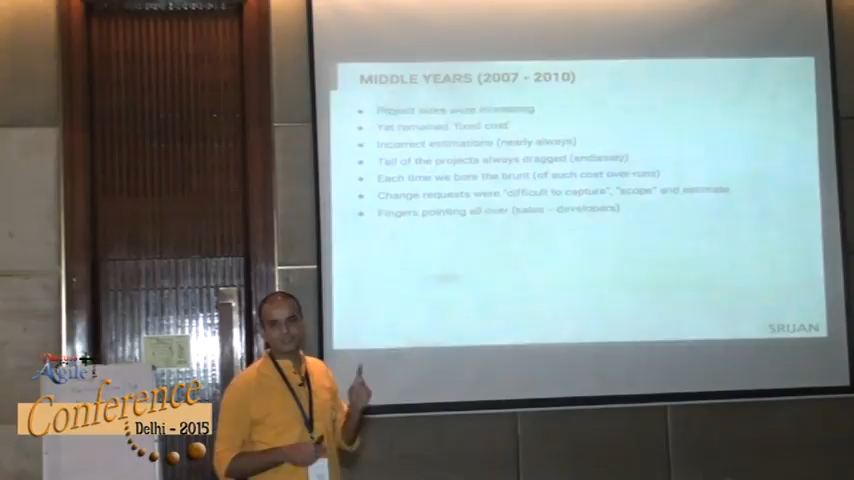 MIDDLE YEARS (2007 - 2010)
• Project sizes were increasing
• Yet remained 'fixed cost'
• Incorrect estimations (nearly always)
• Tail of the projects always dragged (endlessly)
• Each time we bore the brunt (of such cost over-runs)
• Change requests were "difficult to capture", "scope" and estimate
• Fingers pointing all over (sales – developers)
SRIJAN
Agile
Conference
Delhi - 2015